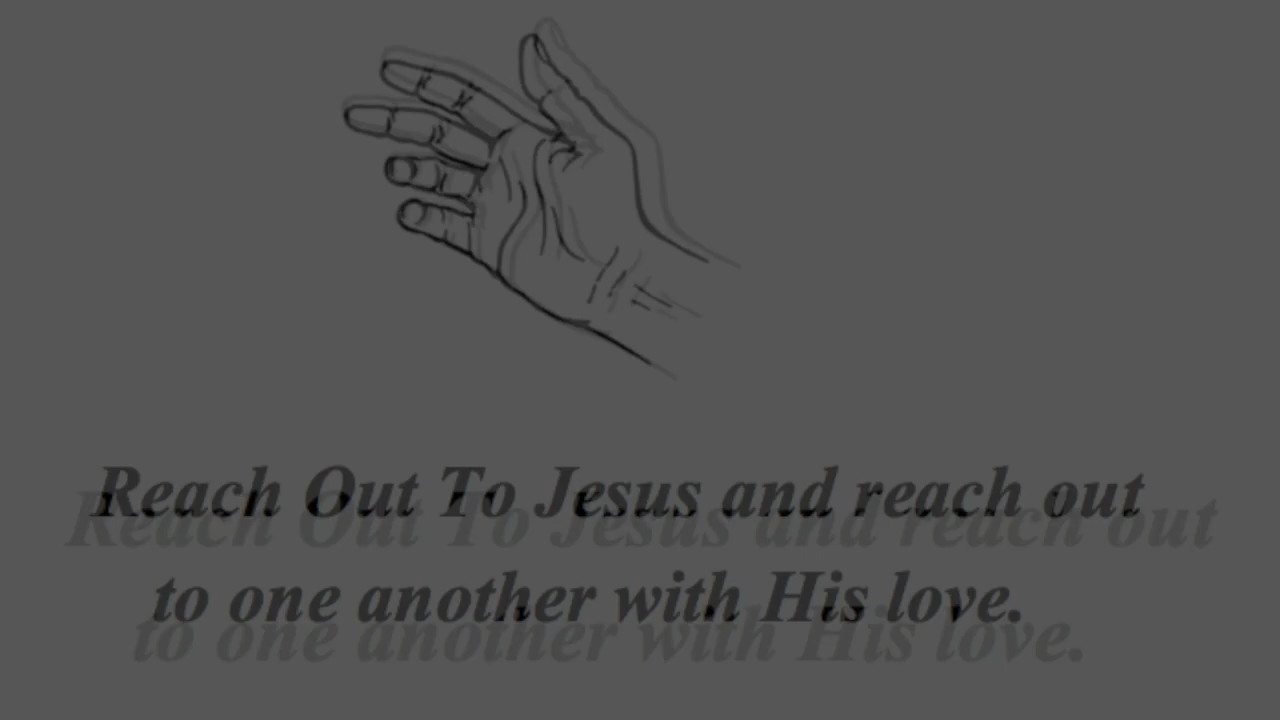 Reach Out To Jesus and reach out
to one another with His love.